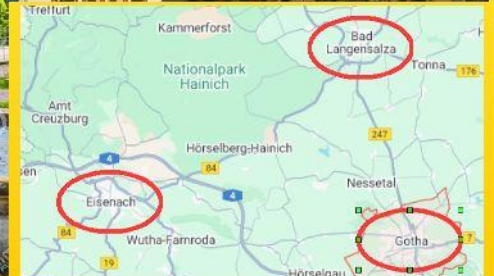 Treffurt
Kammerforst
Bad
Langensalza
Tonna
176
Nationalpark
Hainich
Amt
Creuzburg
247
Hörselberg-Hainich
4
84
4
Nessetal
Eisenach
84
Wutha-Farnroda
Gotha
7
19
Hörselgau